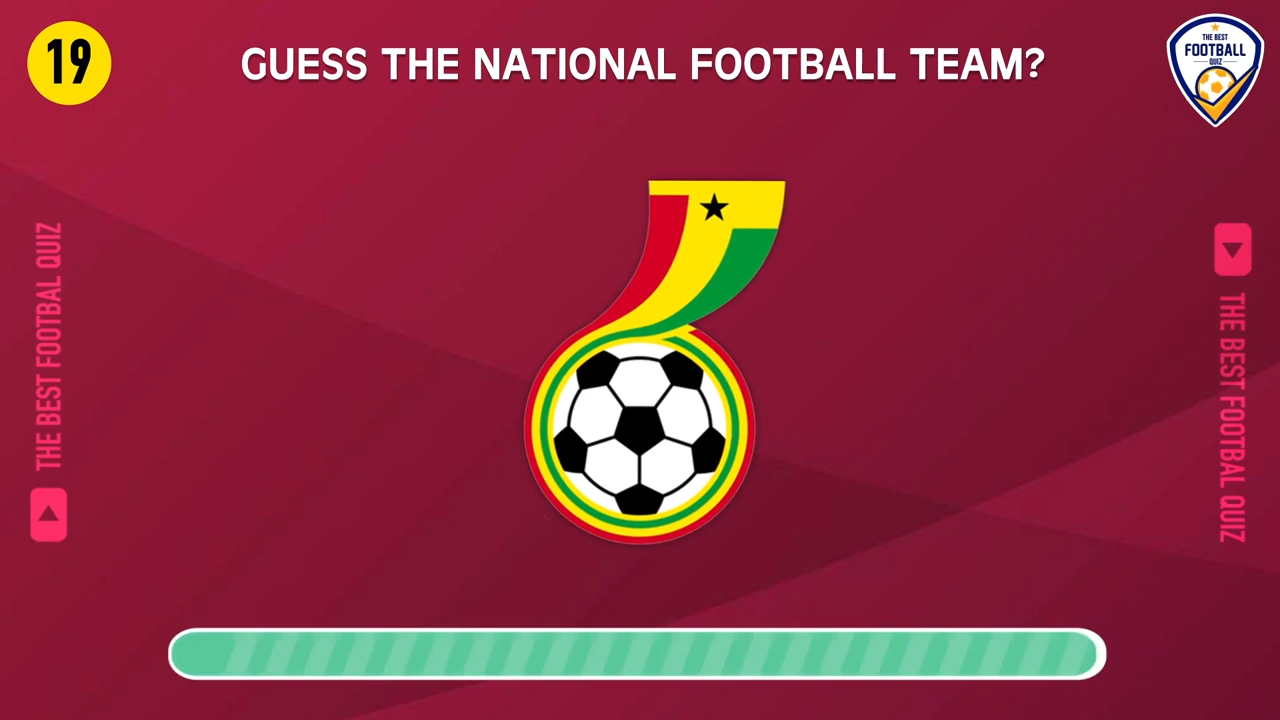 19
GUESS THE NATIONAL FOOTBALL TEAM?
THE BEST
FOOTBALL
QUIZ
THE BEST FOOTBAL QUIZ
THE BEST FOOTBAL QUIZ